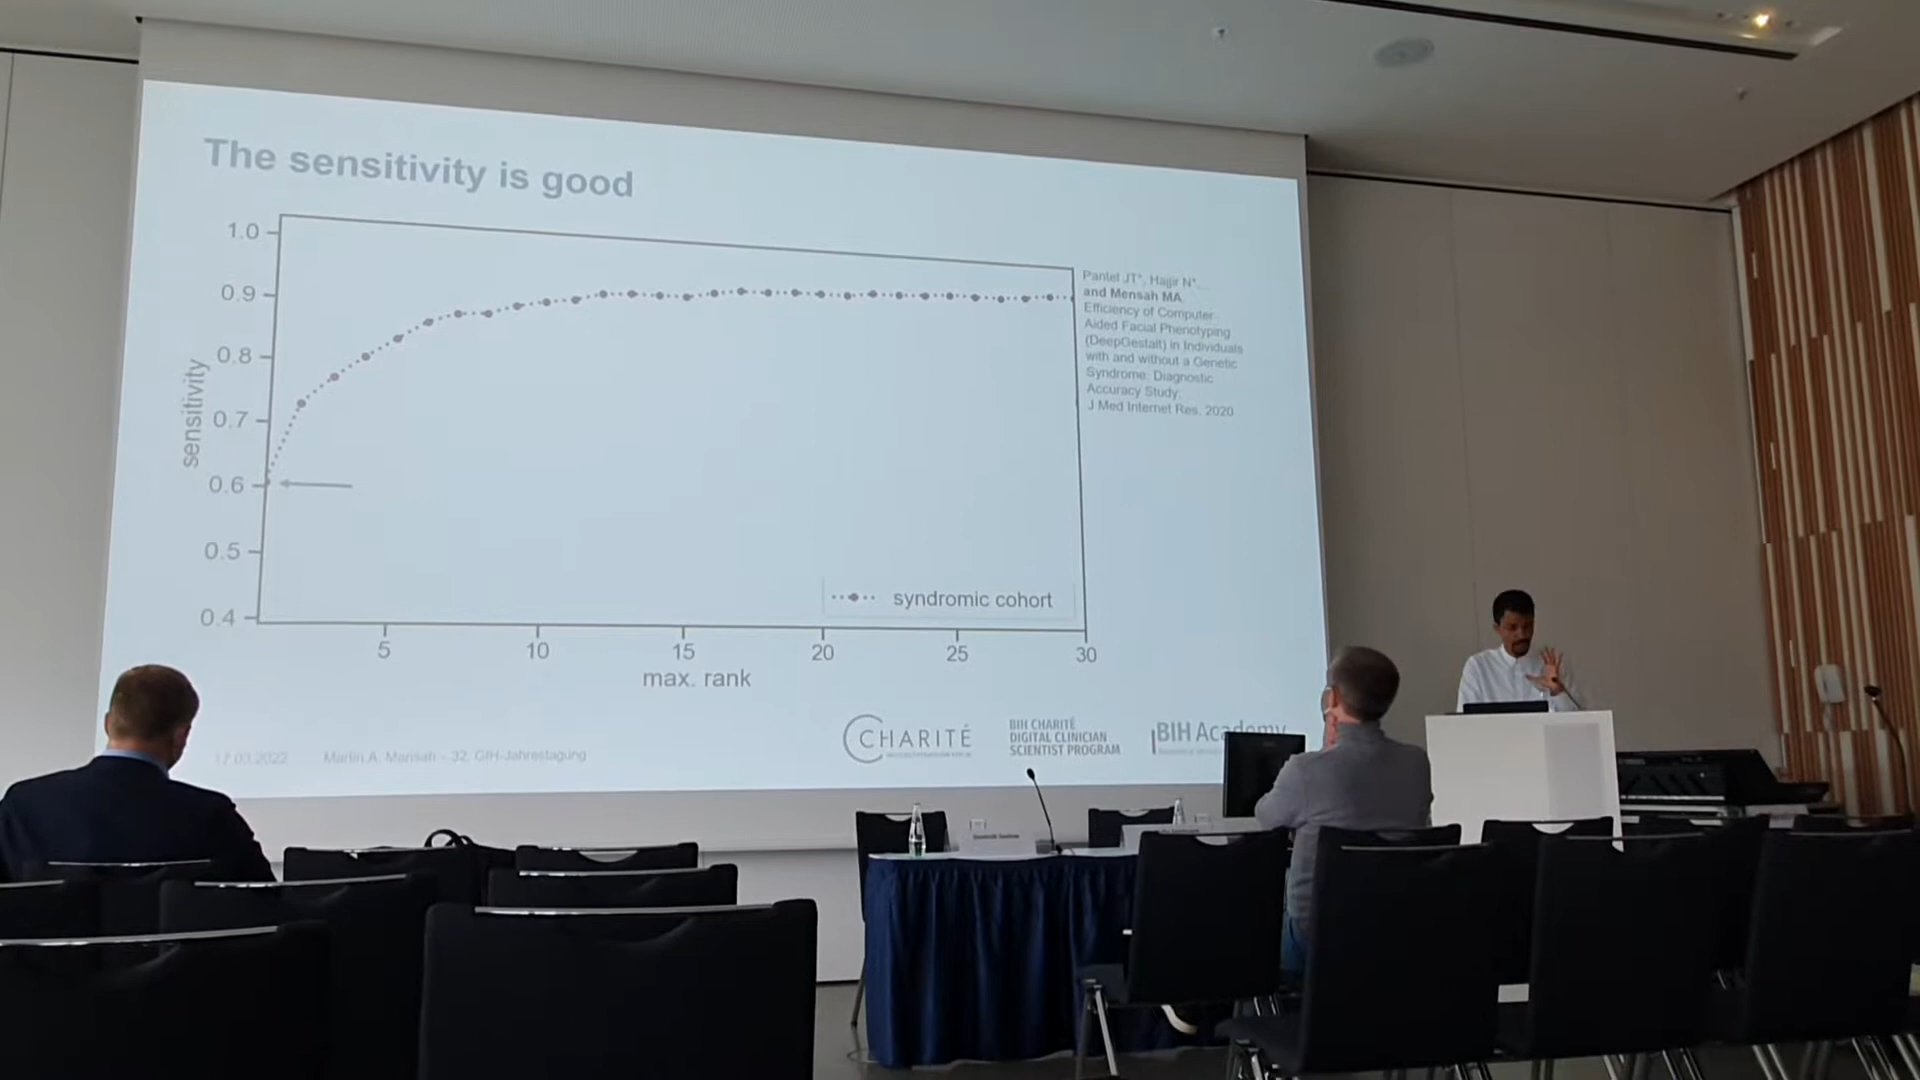 The sensitivity is good
1.0
0.9
0.8
0.7
0.6
0.5
0.4
sensitivity
5 10 15 20 25 30
max. rank
syndromic cohort
Pantel JT*, Hajjir N*,
and Mensah MA.
Efficiency of Computer-
Aided Facial Phenotyping
(DeepGestalt) in Individuals
with and without a Genetic
Syndrome: Diagnostic
Accuracy Study.
J Med Internet Res. 2020
17.03.2022 Martin A. Mensah - 32. GfH-Jahrestagung
CHARITÉ
BIH CHARITÉ
DIGITAL CLINICIAN
SCIENTIST PROGRAM
BIH Academy